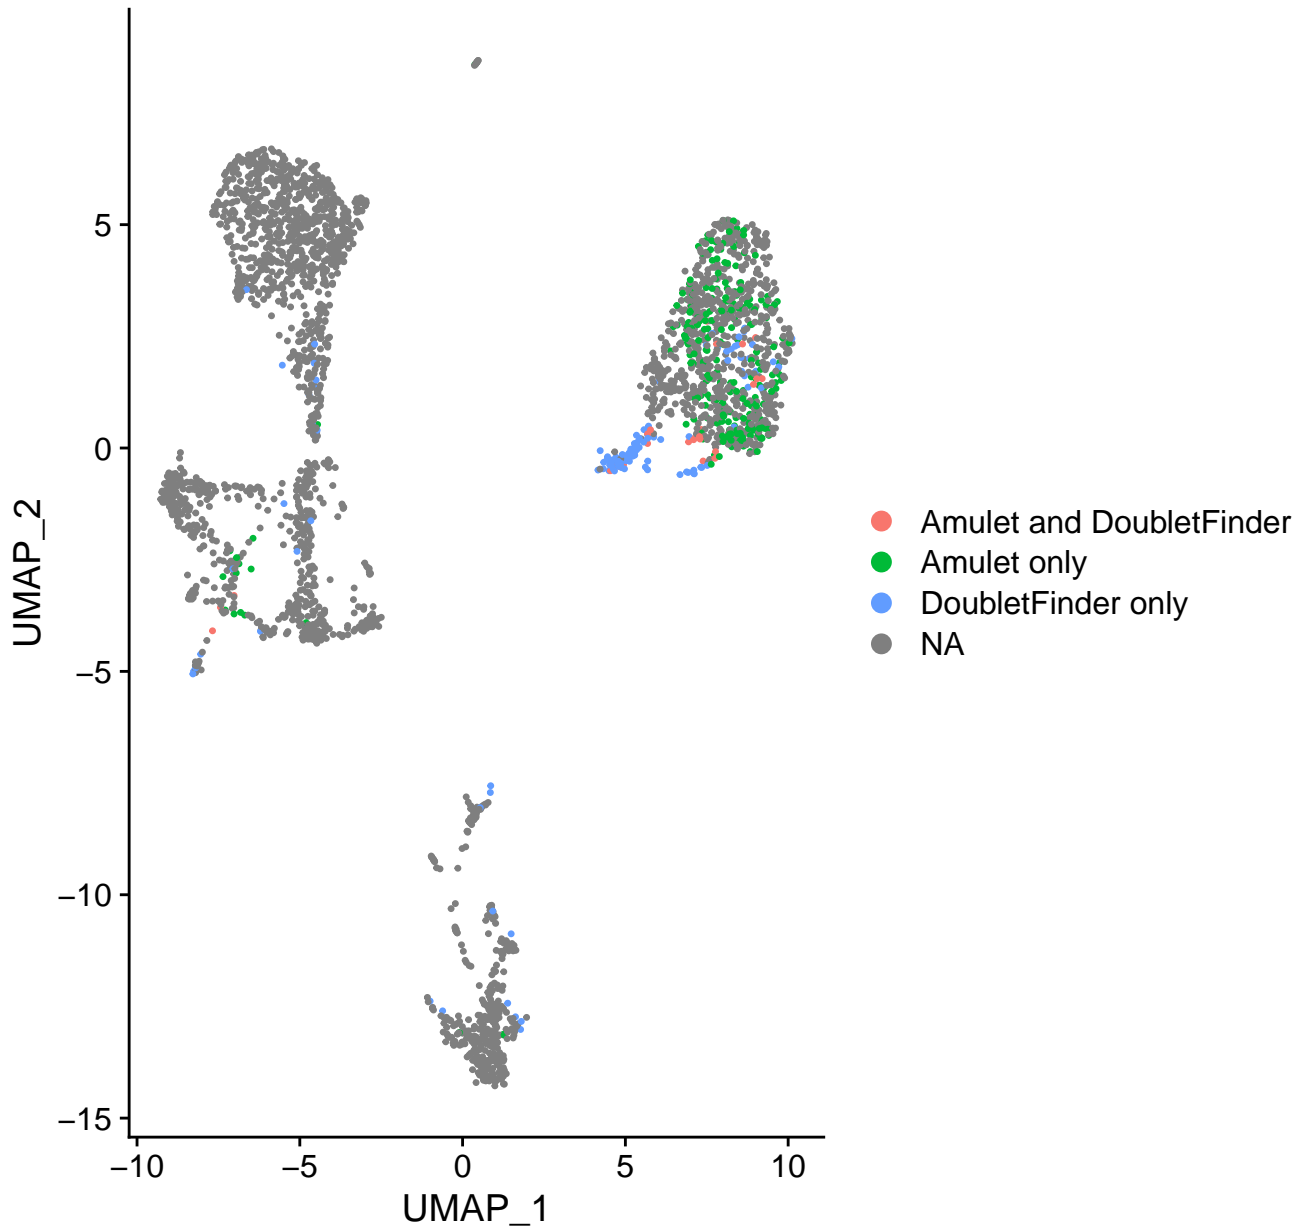 5
0
−5
−10
−15
UMAP_2
−10
−5
0
5
10
UMAP_1
Amulet and DoubletFinder
Amulet only
DoubletFinder only
NA